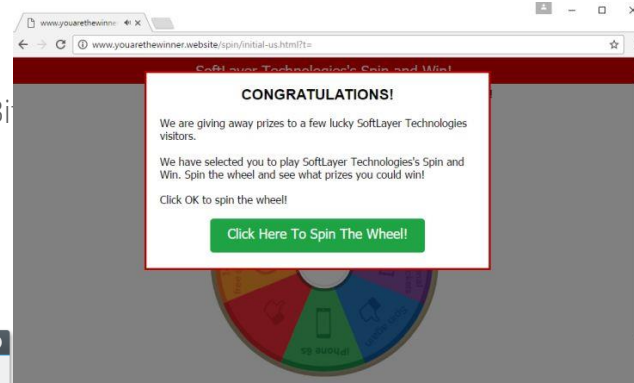 www.youarethewinne
www.youarethewinner.website/spin/initial-us.html?t=
SoftLayer Technologies's Spin and Win!
CONGRATULATIONS!
We are giving away prizes to a few lucky SoftLayer Technologies
visitors.
We have selected you to play SoftLayer Technologies's Spin and
Win. Spin the wheel and see what prizes you could win!
Click OK to spin the wheel!
Click Here To Spin The Wheel!
iPhone 6s
Spin again